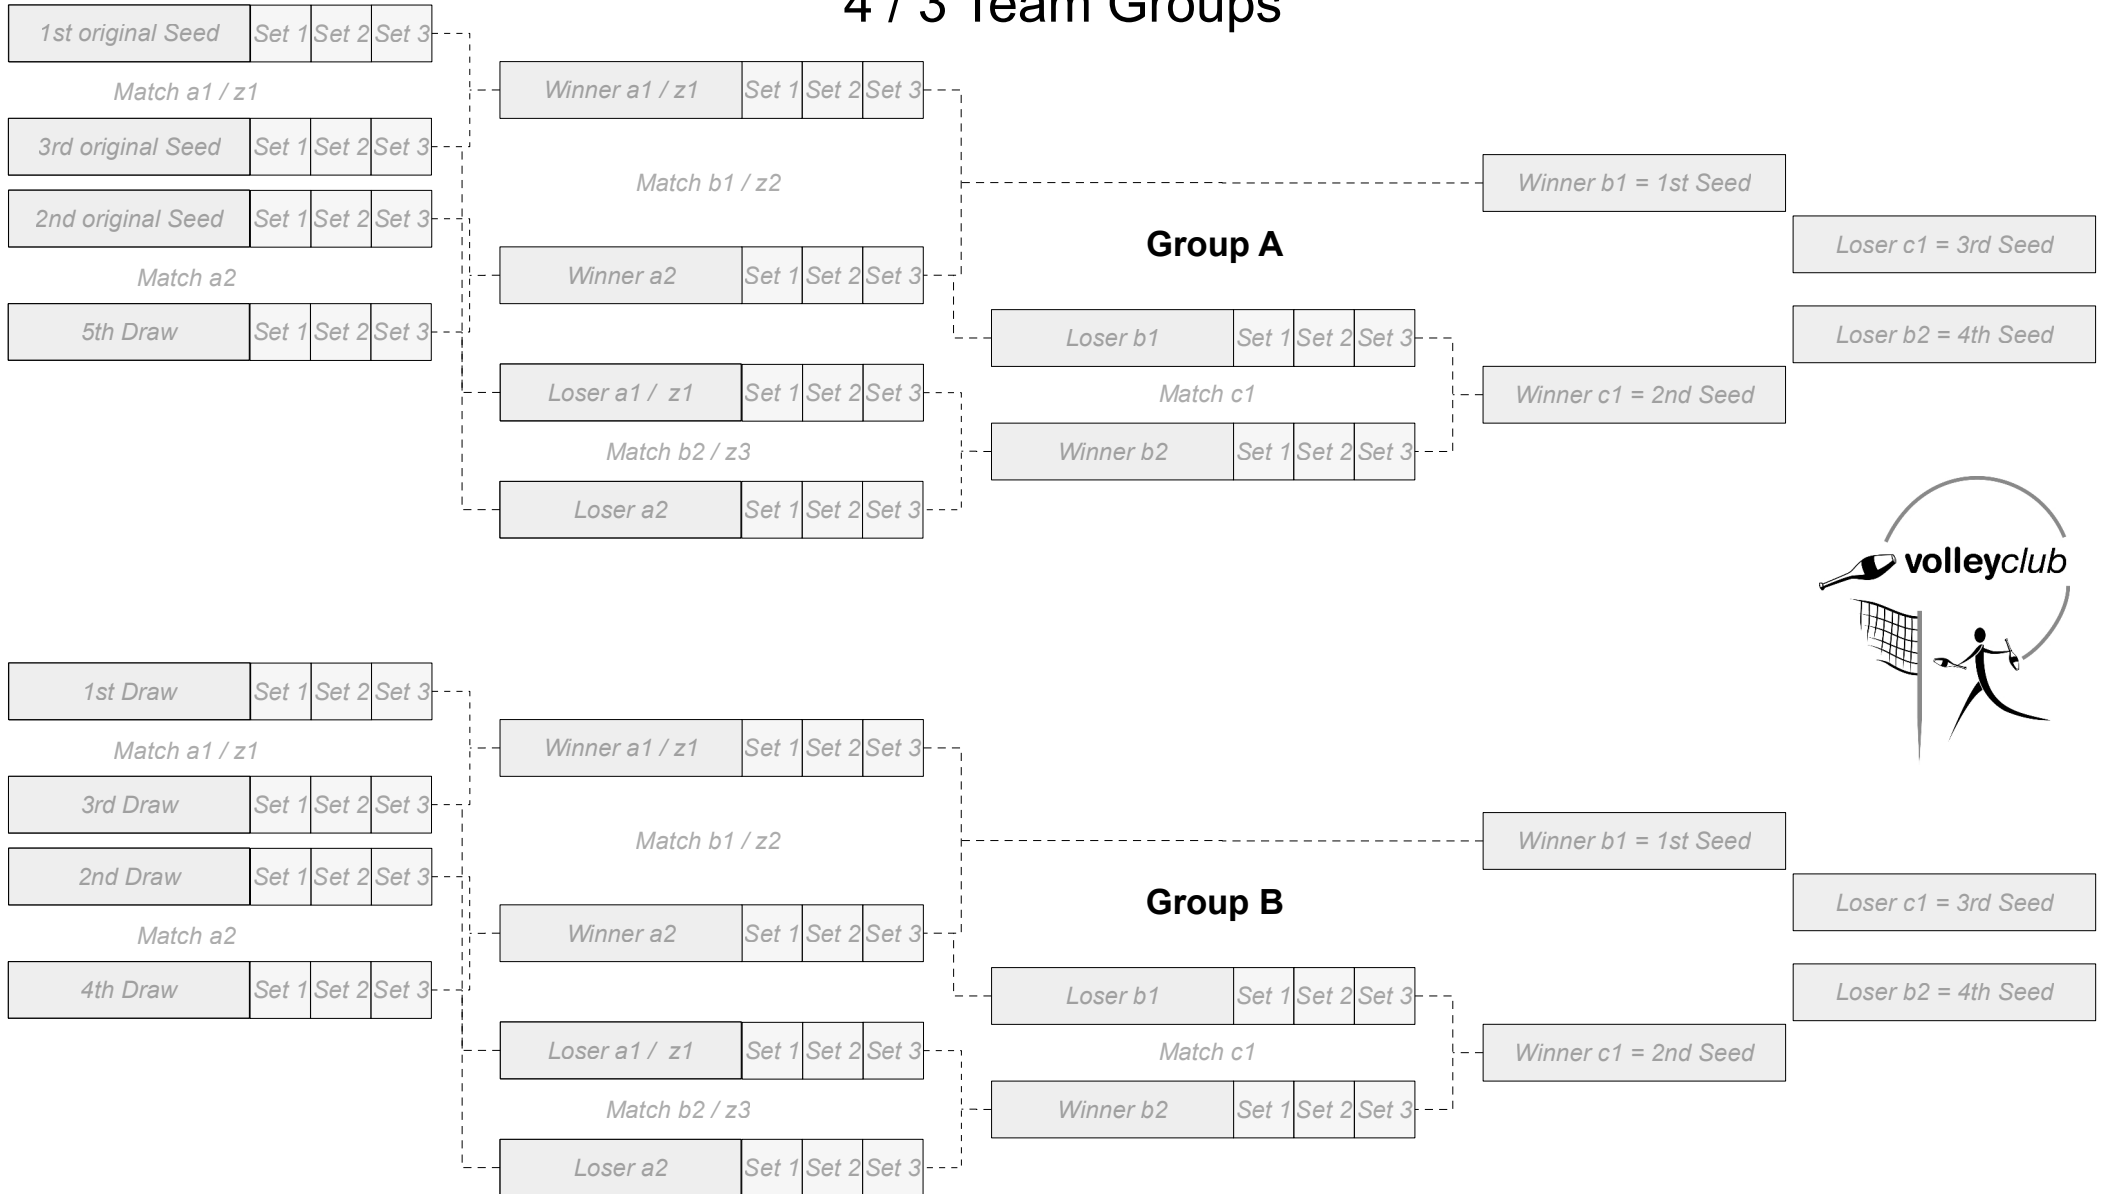 4 / 3 Team Groups
1st original Seed Set 1 Set 2 Set 3
Match a1 / z1
3rd original Seed Set 1 Set 2 Set 3
2nd original Seed Set 1 Set 2 Set 3
Match a2
5th Draw Set 1 Set 2 Set 3
Winner a1 / z1 Set 1 Set 2 Set 3
Match b1 / z2
Winner a2 Set 1 Set 2 Set 3
Loser a1 / z1 Set 1 Set 2 Set 3
Match b2 / z3
Loser a2 Set 1 Set 2 Set 3
Group A
Loser b1 Set 1 Set 2 Set 3
Match c1
Winner b2 Set 1 Set 2 Set 3
Winner b1 = 1st Seed
Winner c1 = 2nd Seed
Loser c1 = 3rd Seed
Loser b2 = 4th Seed
volleyclub
1st Draw Set 1 Set 2 Set 3
Match a1 / z1
3rd Draw Set 1 Set 2 Set 3
2nd Draw Set 1 Set 2 Set 3
Match a2
4th Draw Set 1 Set 2 Set 3
Winner a1 / z1 Set 1 Set 2 Set 3
Match b1 / z2
Winner a2 Set 1 Set 2 Set 3
Loser a1 / z1 Set 1 Set 2 Set 3
Match b2 / z3
Loser a2 Set 1 Set 2 Set 3
Group B
Loser b1 Set 1 Set 2 Set 3
Match c1
Winner b2 Set 1 Set 2 Set 3
Winner b1 = 1st Seed
Winner c1 = 2nd Seed
Loser c1 = 3rd Seed
Loser b2 = 4th Seed